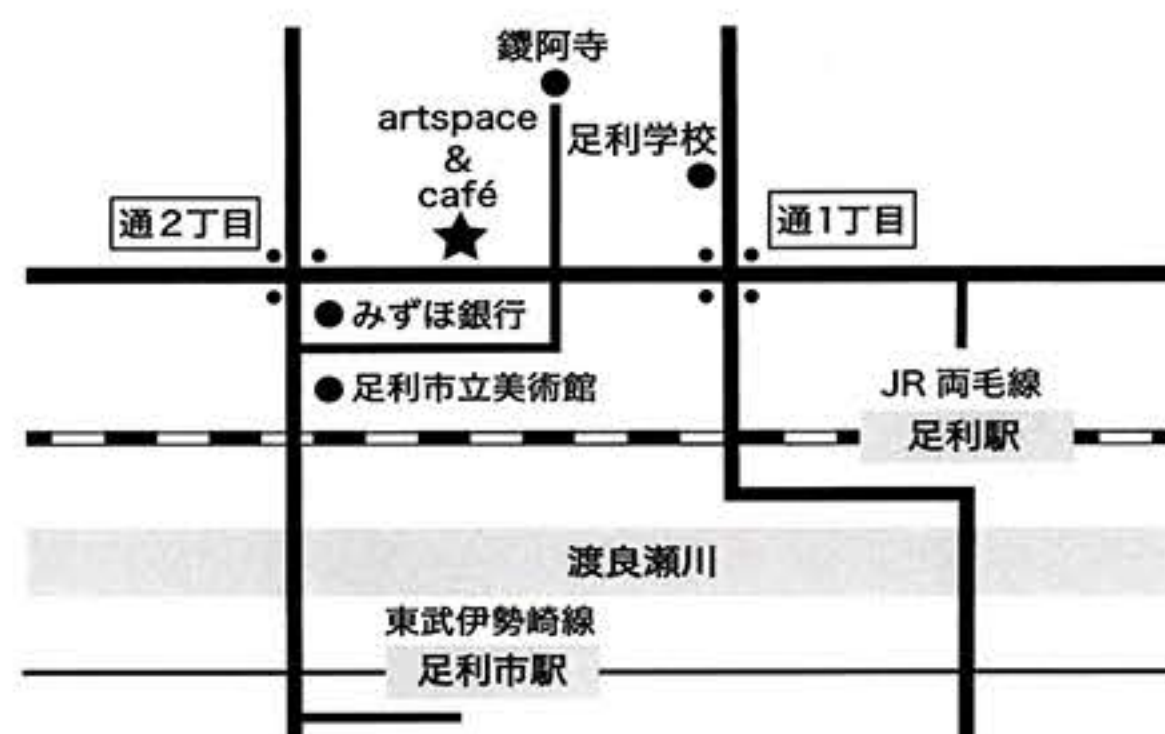 鑁阿寺
artspace
&
café
足利学校
通2丁目
通1丁目
みずほ銀行
足利市立美術館
JR 両毛線
足利駅
渡良瀬川
東武伊勢崎線
足利市駅